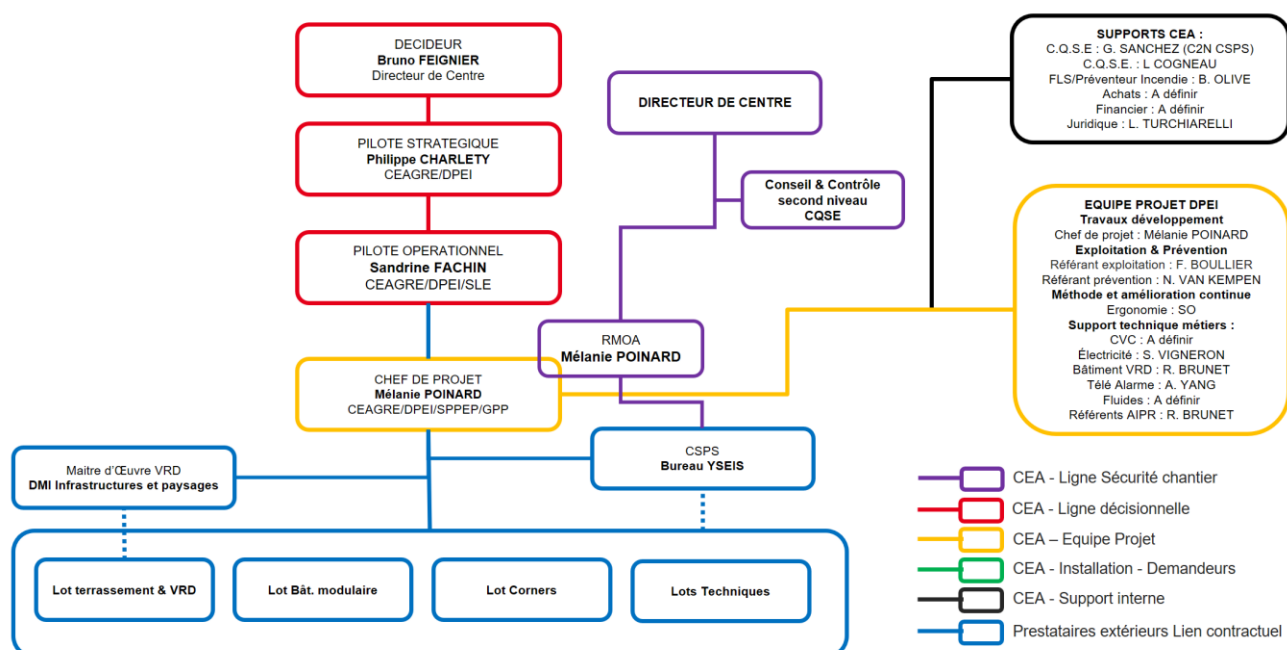 DECIDEUR
Bruno FEIGNIER
Directeur de Centre
PILOTE STRATEGIQUE
Philippe CHARLETY
CEAGRE/DPEI
PILOTE OPERATIONNEL
Sandrine FACHIN
CEAGRE/DPEI/SLE
CHEF DE PROJET
Mélanie POINARD
CEAGRE/DPEI/SPPEP/GPP
DIRECTEUR DE CENTRE
Conseil & Contrôle
second niveau
CQSE
RMOA
Mélanie POINARD
CSPS
Bureau YSEIS
Maitre d'Œuvre VRD
DMI Infrastructures et paysages
Lot terrassement & VRD
Lot Bât. modulaire
Lot Corners
Lots Techniques
SUPPORTS CEA :
C.Q.S.E : G. SANCHEZ (C2N CSPS)
C.Q.S.E. : L COGNEAU
FLS/Préventeur Incendie : B. OLIVE
Achats : A définir
Financier : A définir
Juridique : L. TURCHIARELLI
EQUIPE PROJET DPEI
Travaux développement
Chef de projet : Mélanie POINARD
Exploitation & Prévention
Référant exploitation : F. BOULLIER
Référant prévention : N. VAN KEMPEN
Méthode et amélioration continue
Ergonomie : SO
Support technique métiers :
CVC : A définir
Électricité : S. VIGNERON
Bâtiment VRD : R. BRUNET
Télé Alarme : A. YANG
Fluides : A définir
Référents AIPR : R. BRUNET
CEA - Ligne Sécurité chantier
CEA - Ligne décisionnelle
CEA – Equipe Projet
CEA - Installation - Demandeurs
CEA - Support interne
Prestataires extérieurs Lien contractuel